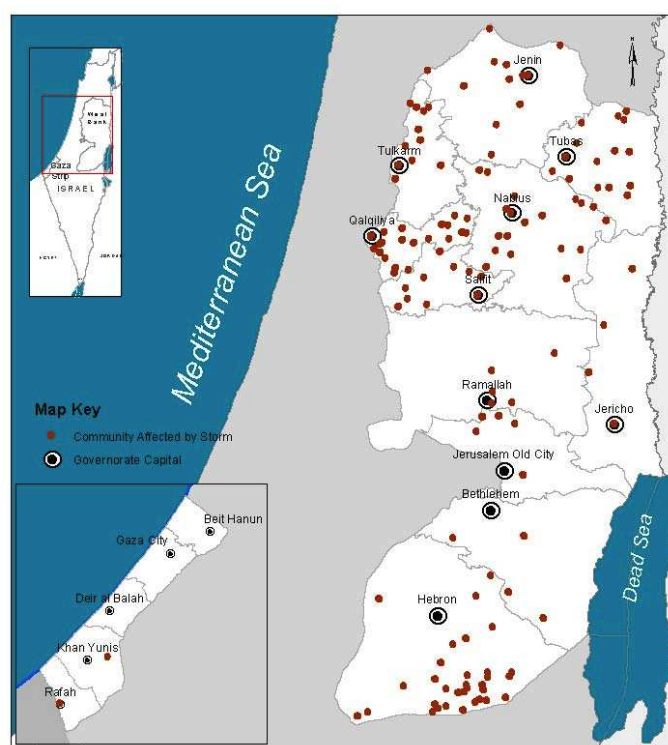 West
Bank
Gaza
Strip
ISRAEL
EGYPT
JORDAN
Mediterranean Sea
N
Jenin
Tubas
Tulkarm
Nablus
Qalqiliya
Salfit
Ramallah
Jericho
Jerusalem Old City
Bethlehem
Hebron
Dead Sea
Map Key
Community Affected by Storm
Governorate Capital
Beit Hanun
Gaza City
Deir al Balah
Khan Yunis
Rafah